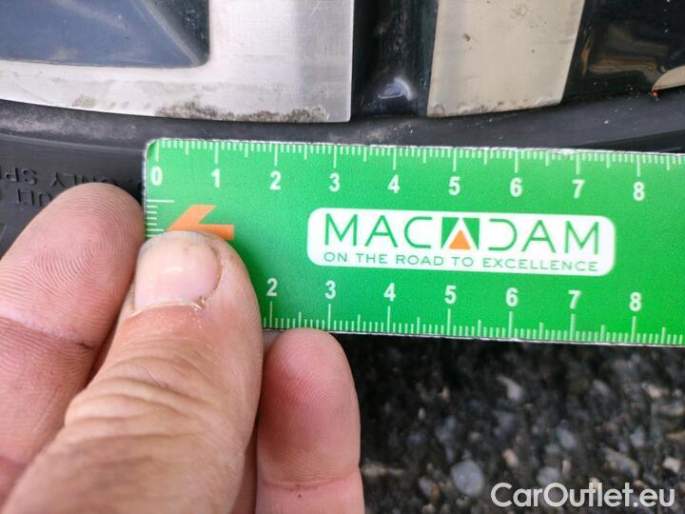 0 1 2 3 4 5 6 7 8
MACADAM
ON THE ROAD TO EXCELLENCE
2 3 4 5 6 7 8
CarOutlet.eu